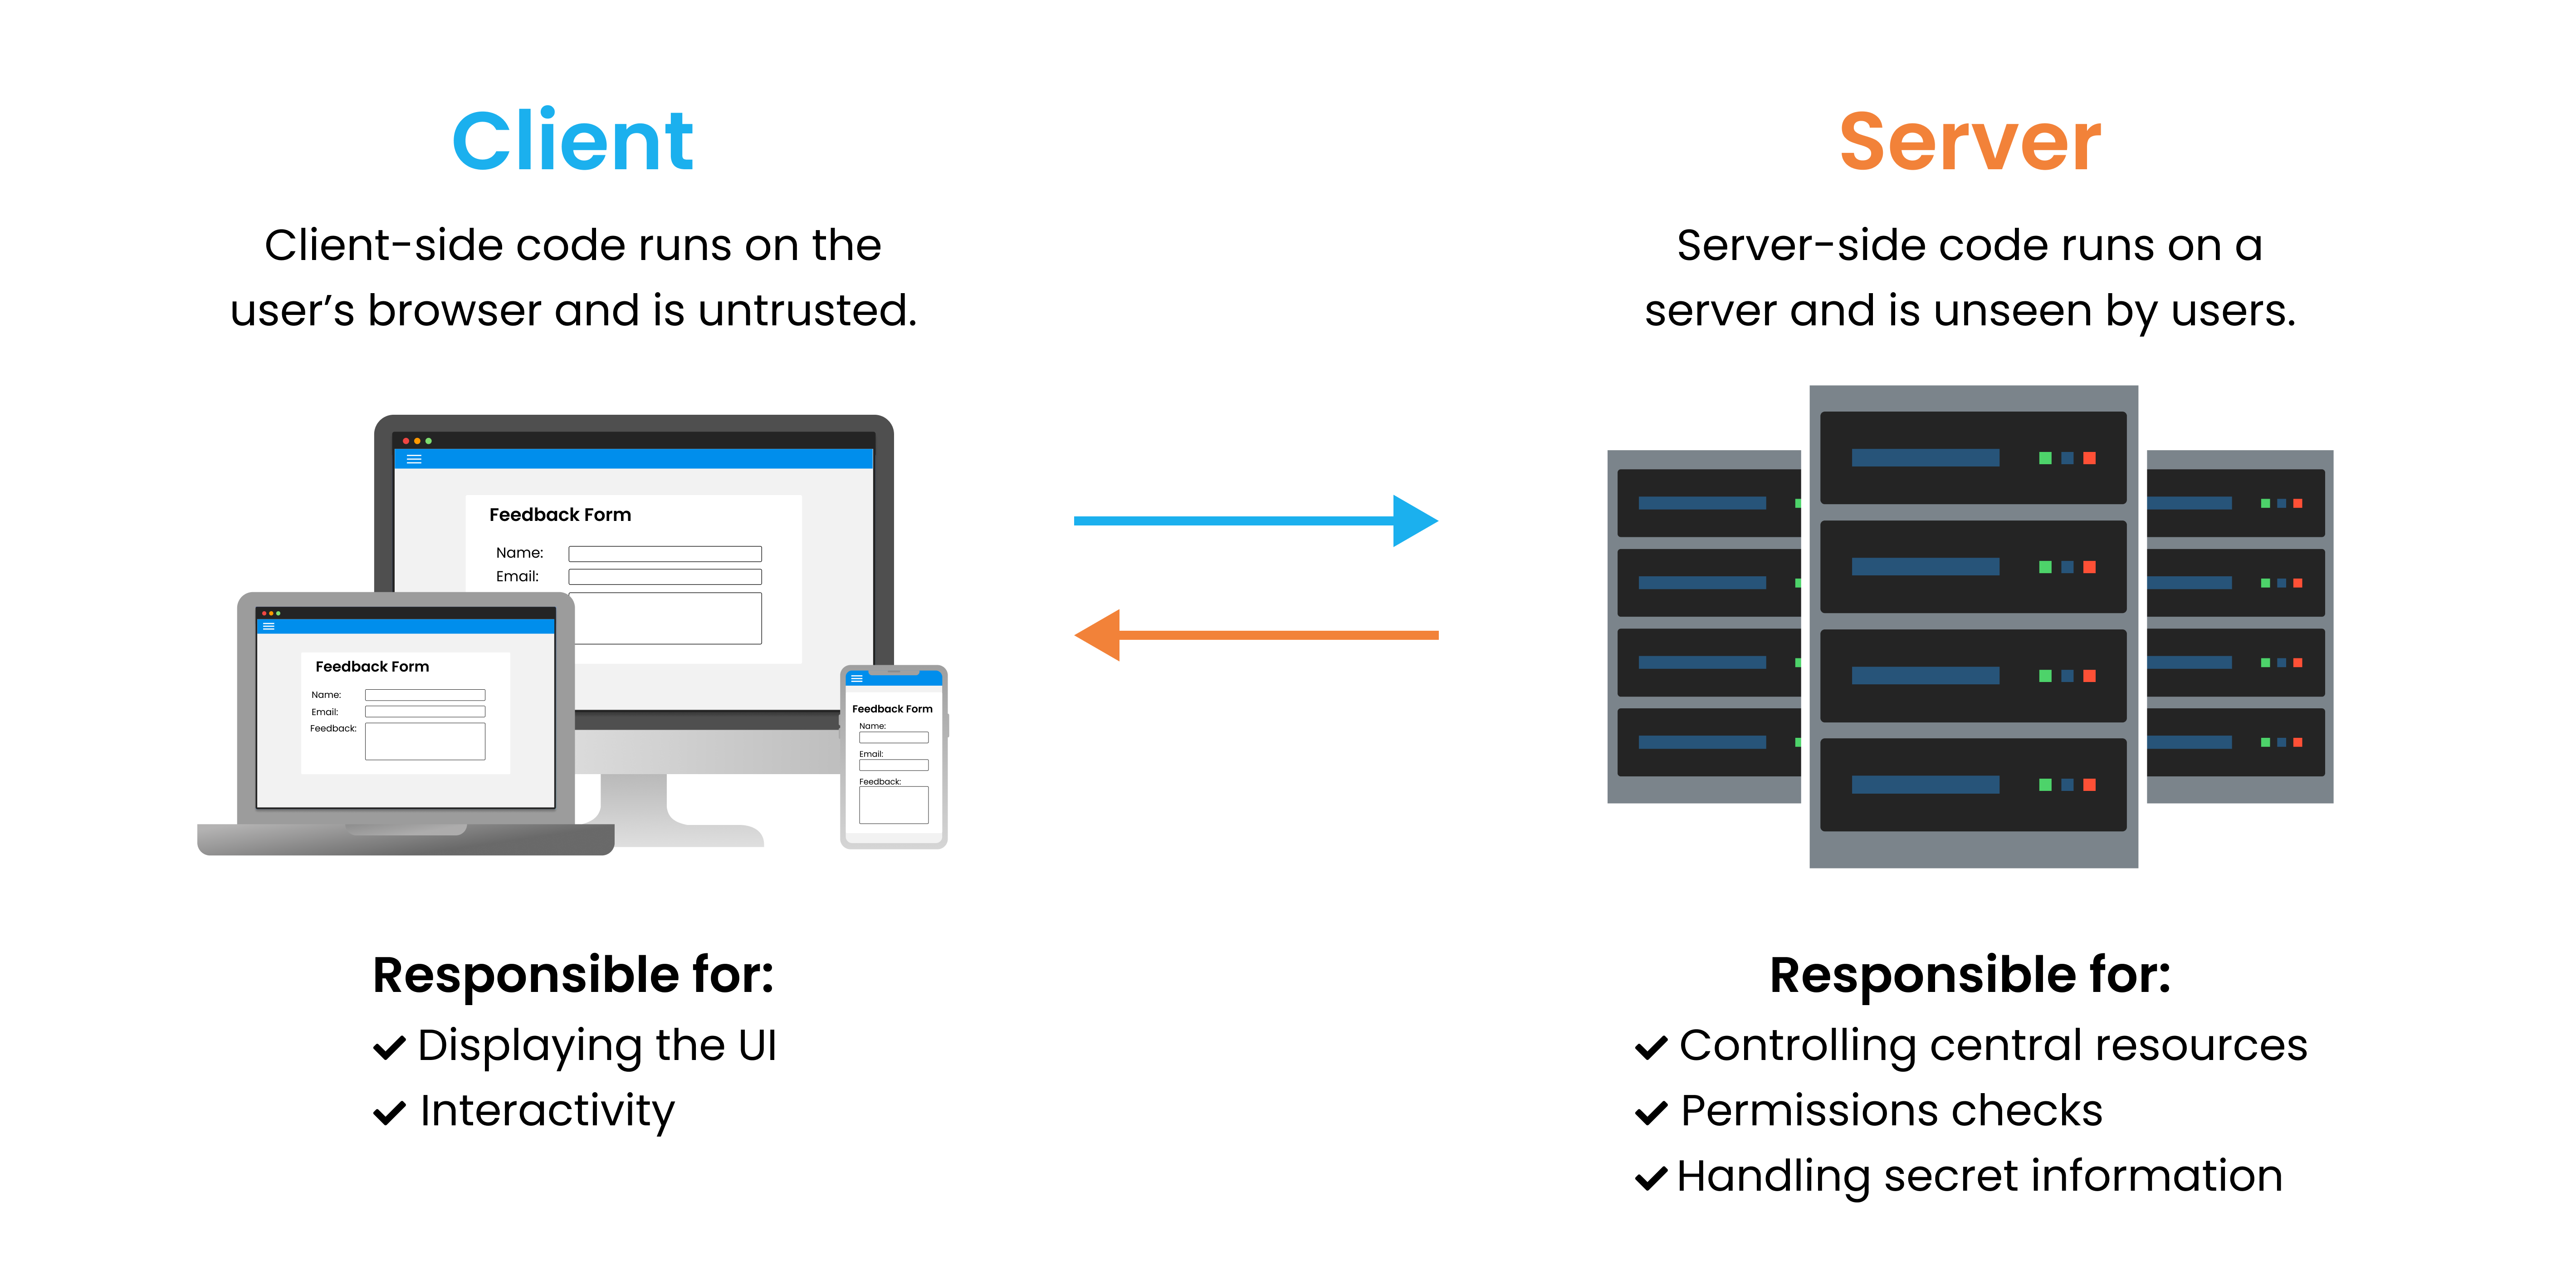 Client
Client-side code runs on the
user’s browser and is untrusted.
Feedback Form
Name:
Email:
Feedback Form
Name:
Email:
Feedback:
Feedback Form
Name:
Email:
Feedback:
Responsible for:
Displaying the UI
Interactivity
Server
Server-side code runs on a
server and is unseen by users.
Responsible for:
Controlling central resources
Permissions checks
Handling secret information